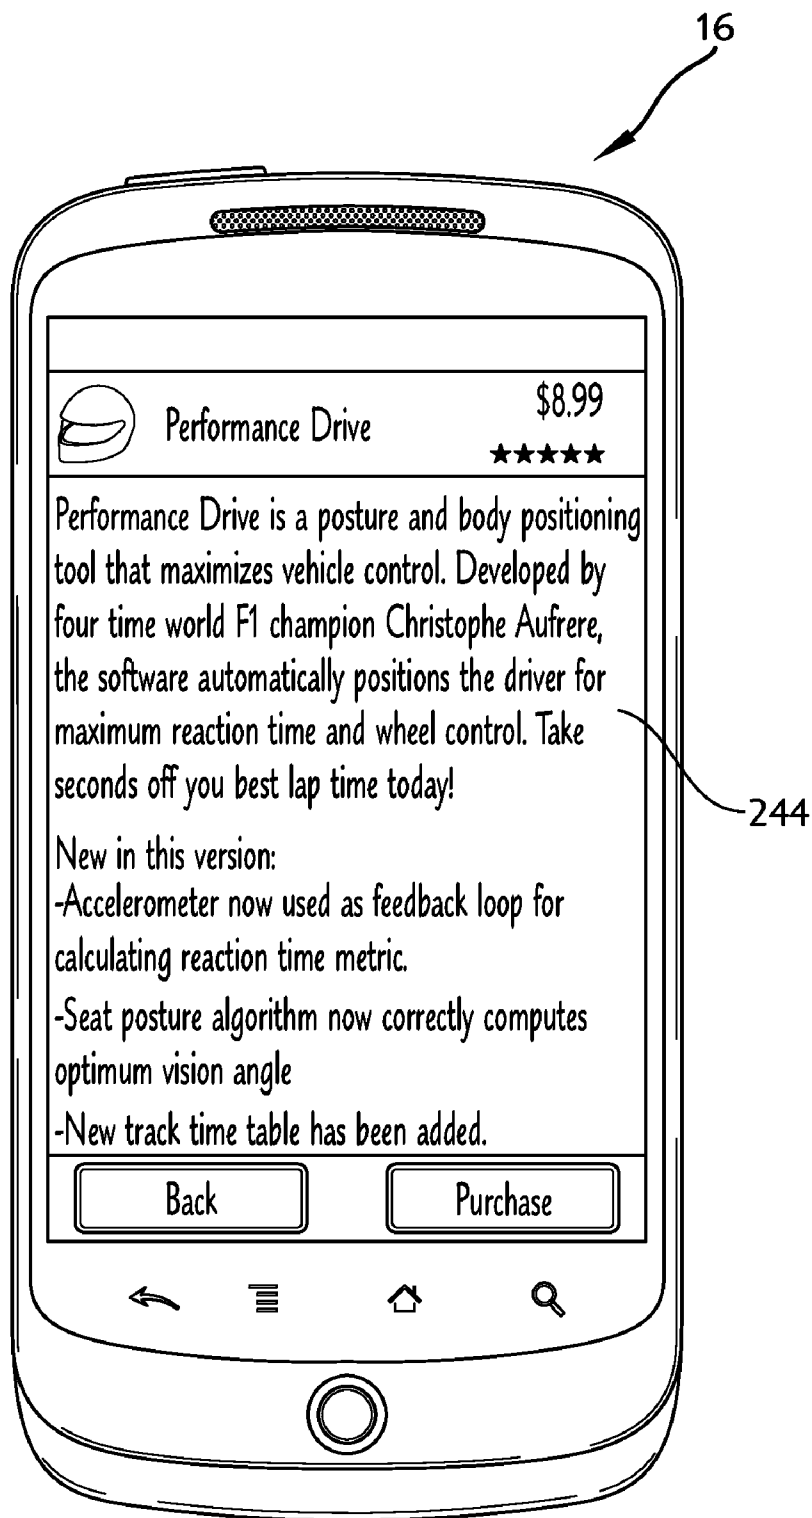 16
Performance Drive
$8.99
★★★★★
Performance Drive is a posture and body positioning
tool that maximizes vehicle control. Developed by
four time world F1 champion Christophe Aufrere,
the software automatically positions the driver for
maximum reaction time and wheel control. Take
seconds off you best lap time today!
244
New in this version:
-Accelerometer now used as feedback loop for
calculating reaction time metric.
-Seat posture algorithm now correctly computes
optimum vision angle
-New track time table has been added.
Back
Purchase